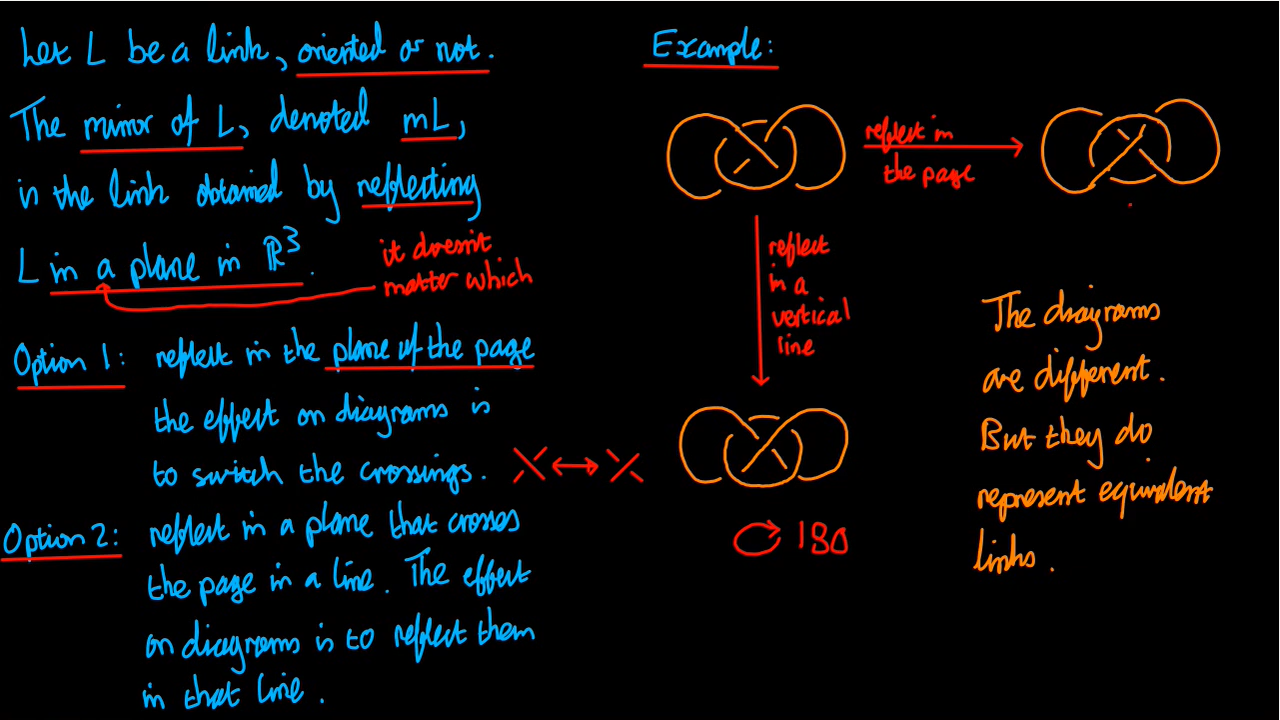 Let L be a link, oriented or not.
The mirror of L, denoted mL,
is the link obtained by reflecting
L in a plane in ℝ³.
it doesn't
matter which
Option 1: reflect in the plane of the page
the effect on diagrams is
to switch the crossings.
Option 2: reflect in a plane that crosses
the page in a line. The effect
on diagrams is to reflect them
in that line.
Example:
reflect in
the page
reflect
in a
vertical
line
180
The diagrams
are different.
But they do
represent equivalent
links.